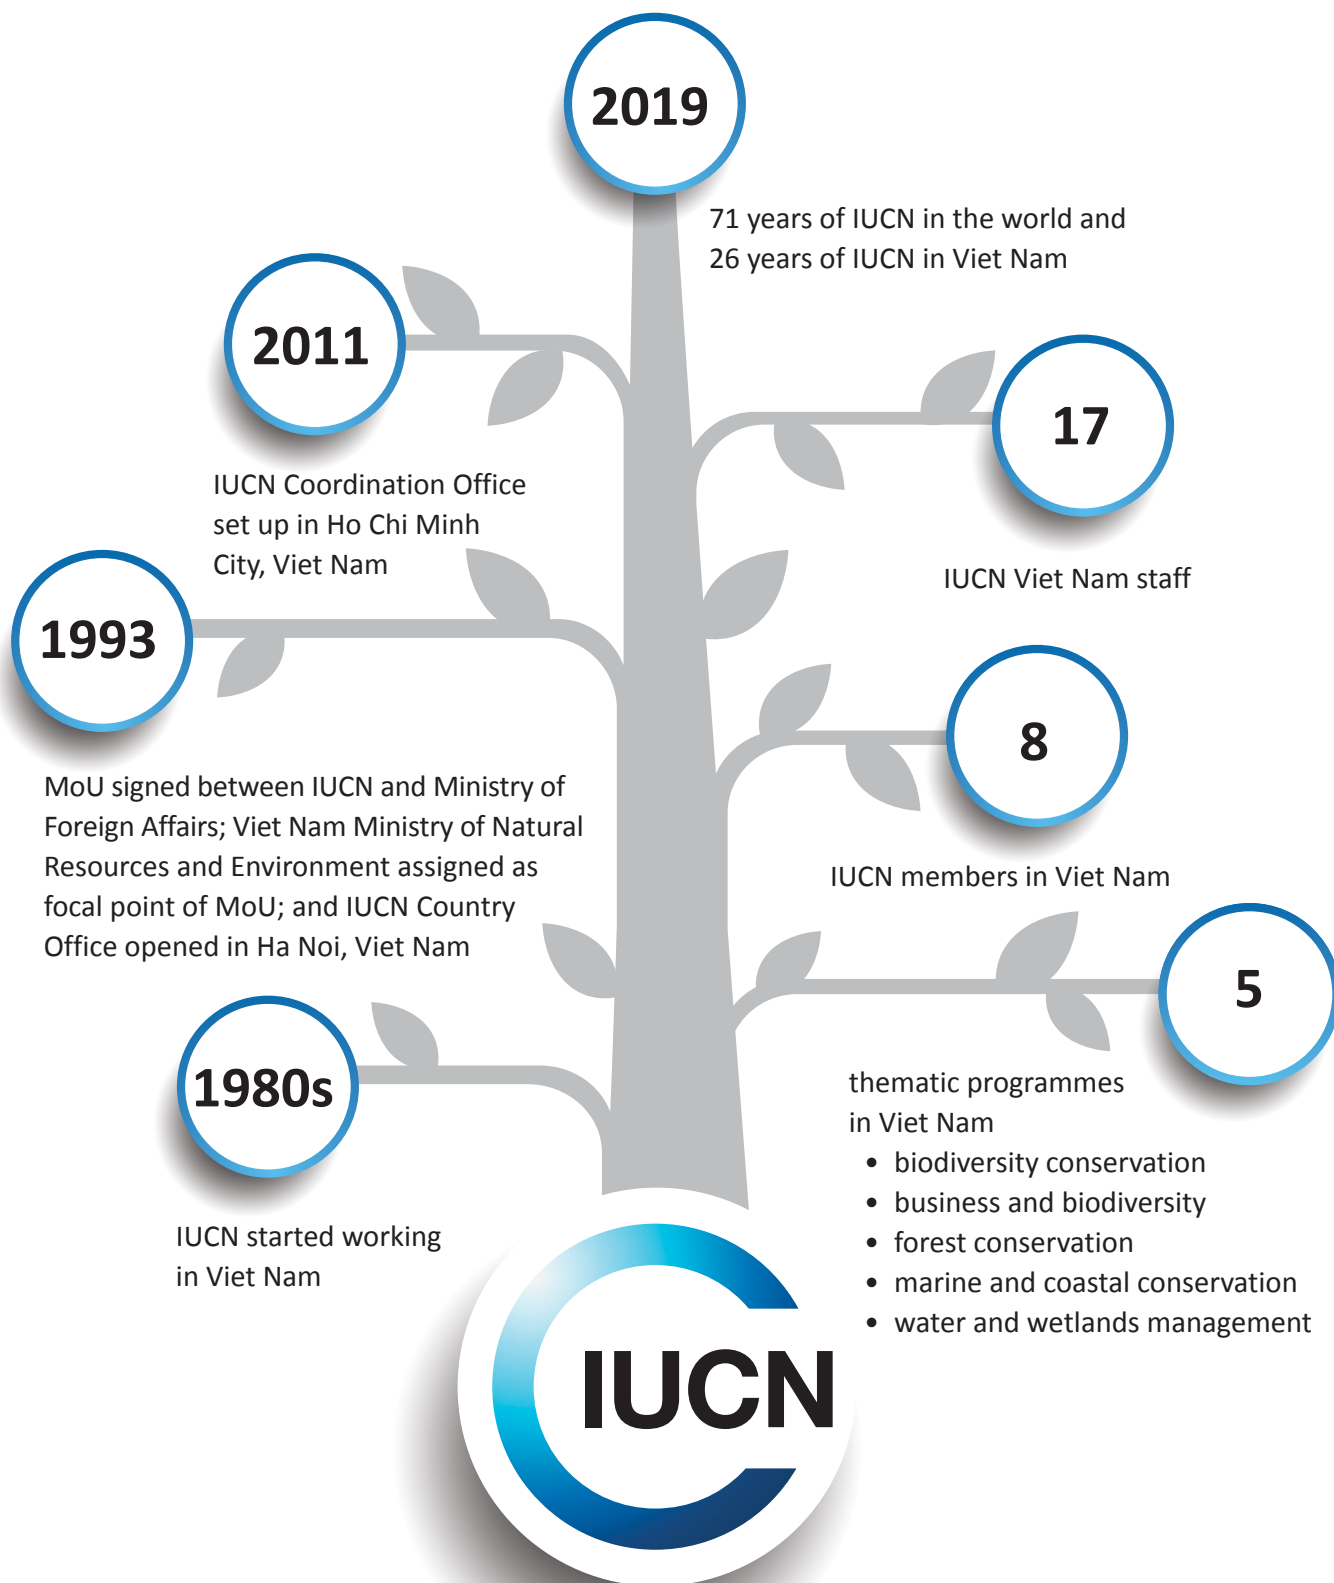 2019
71 years of IUCN in the world and
26 years of IUCN in Viet Nam
2011
IUCN Coordination Office
set up in Ho Chi Minh
City, Viet Nam
17
IUCN Viet Nam staff
1993
MoU signed between IUCN and Ministry of
Foreign Affairs; Viet Nam Ministry of Natural
Resources and Environment assigned as
focal point of MoU; and IUCN Country
Office opened in Ha Noi, Viet Nam
8
IUCN members in Viet Nam
5
thematic programmes
in Viet Nam
• biodiversity conservation
• business and biodiversity
• forest conservation
• marine and coastal conservation
• water and wetlands management
1980s
IUCN started working
in Viet Nam
IUCN